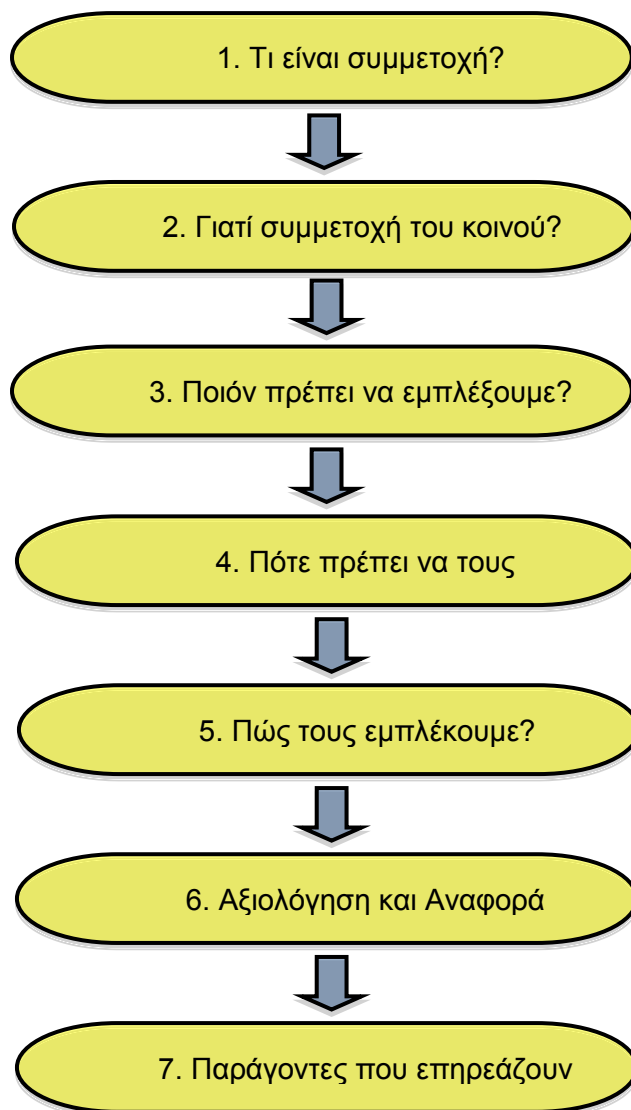 1. Τι είναι συμμετοχή?
2. Γιατί συμμετοχή του κοινού?
3. Ποιόν πρέπει να εμπλέξουμε?
4. Πότε πρέπει να τους
5. Πώς τους εμπλέκουμε?
6. Αξιολόγηση και Αναφορά
7. Παράγοντες που επηρεάζουν